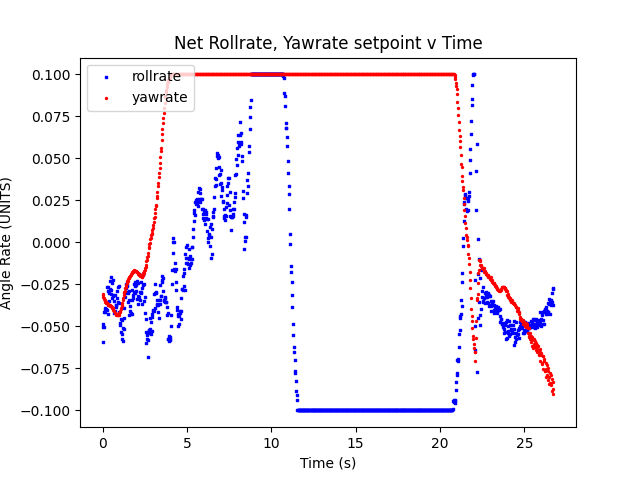 Net Rollrate, Yawrate setpoint v Time
rollrate
yawrate
Angle Rate (UNITS)
0.100
0.075
0.050
0.025
0.000
−0.025
−0.050
−0.075
−0.100
0 5 10 15 20 25
Time (s)